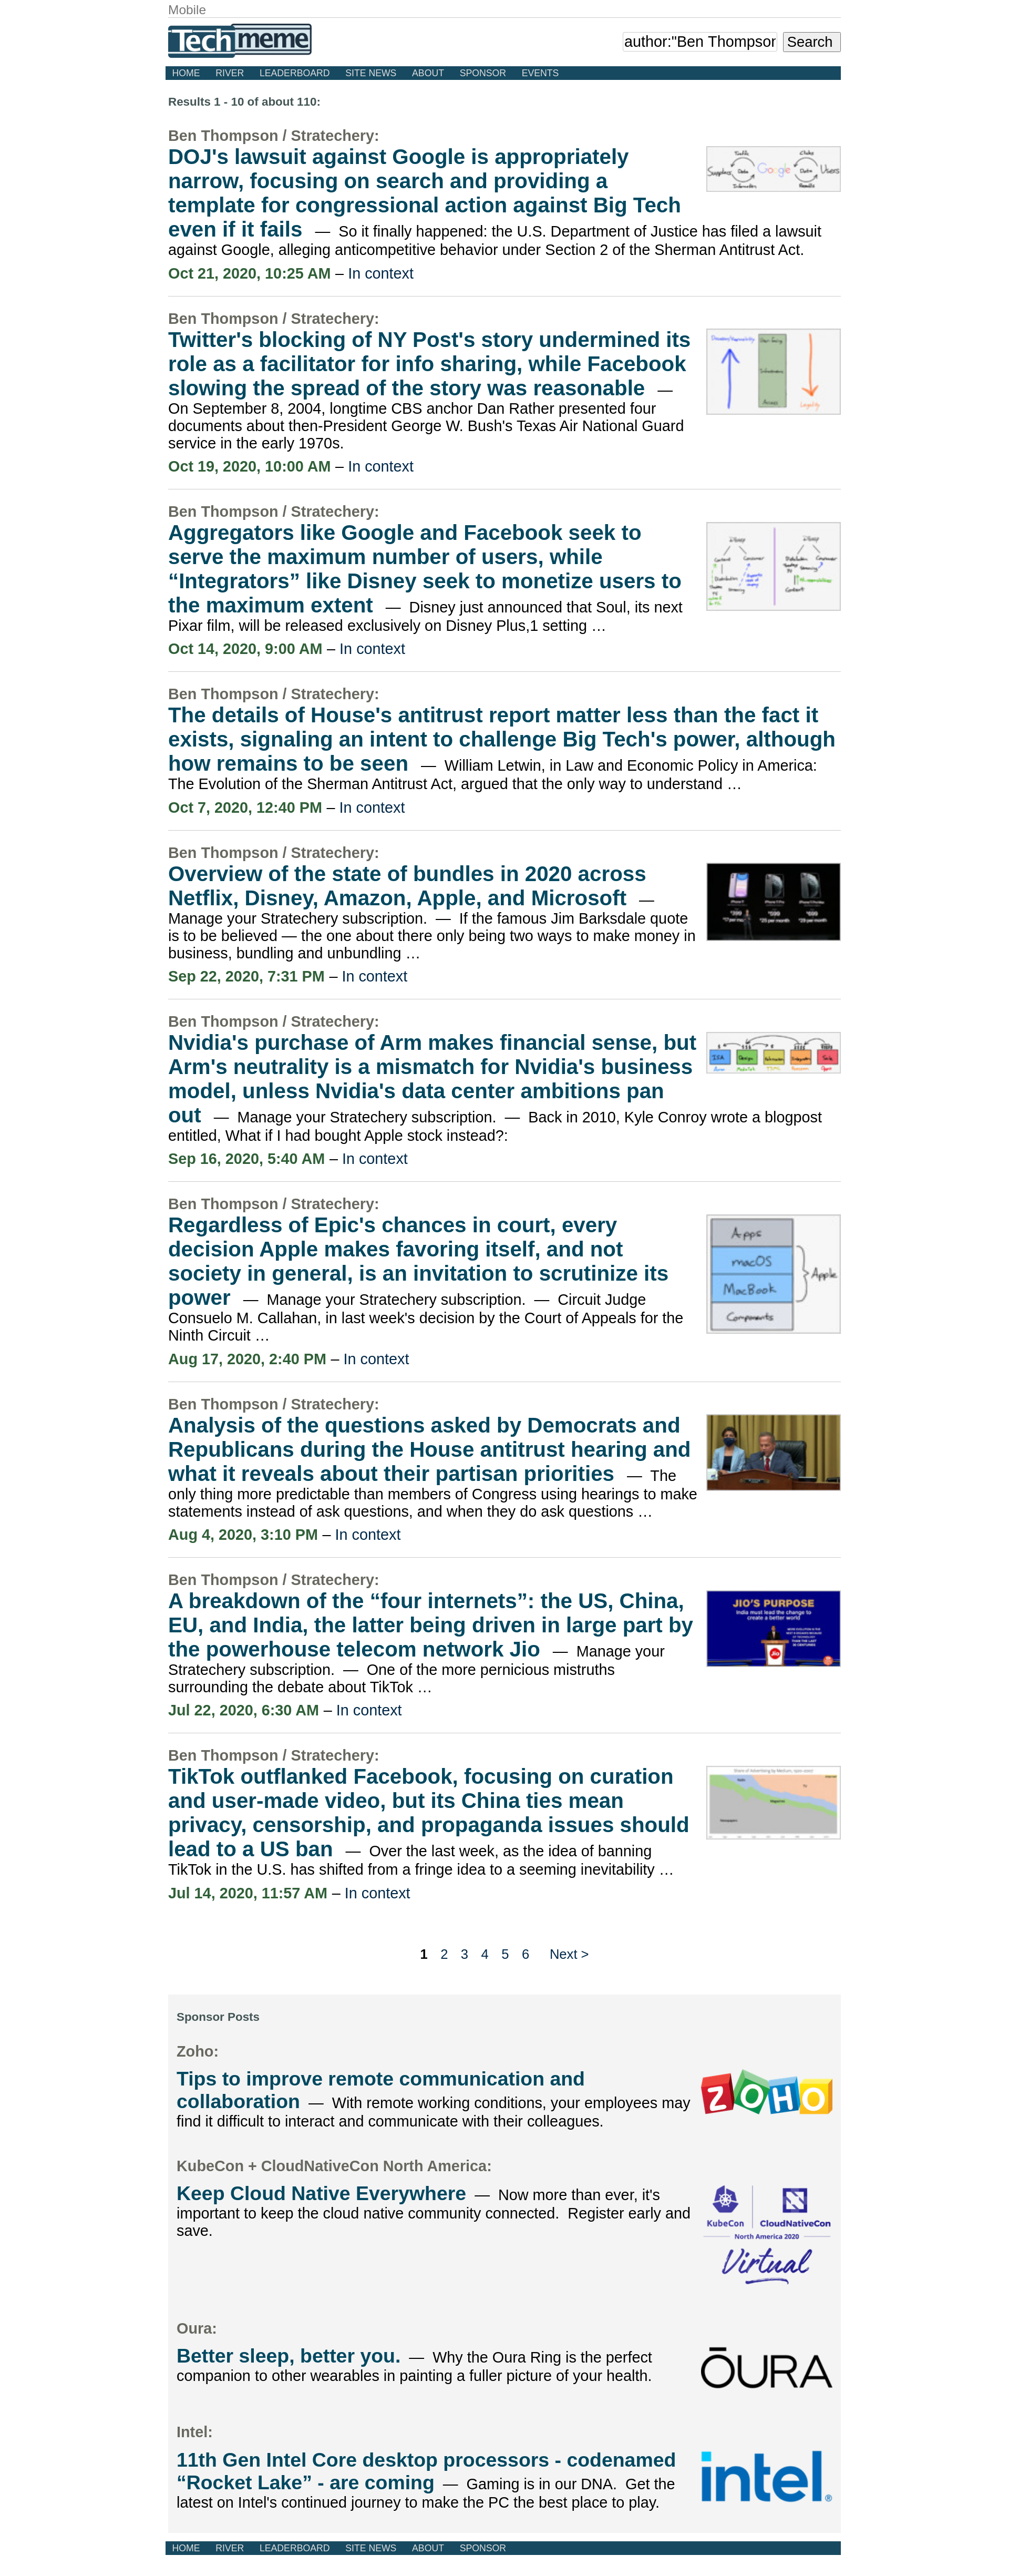 Mobile
Techmeme
author:"Ben Thompson
Search
HOME RIVER LEADERBOARD SITE NEWS ABOUT SPONSOR EVENTS
Results 1 - 10 of about 110:
Ben Thompson / Stratechery:
DOJ's lawsuit against Google is appropriately
narrow, focusing on search and providing a
template for congressional action against Big Tech
even if it fails — So it finally happened: the U.S. Department of Justice has filed a lawsuit
against Google, alleging anticompetitive behavior under Section 2 of the Sherman Antitrust Act.
Oct 21, 2020, 10:25 AM – In context
Traffic Clicks
Suppliers Data Google Data Users
Information Results
Ben Thompson / Stratechery:
Twitter's blocking of NY Post's story undermined its
role as a facilitator for info sharing, while Facebook
slowing the spread of the story was reasonable —
On September 8, 2004, longtime CBS anchor Dan Rather presented four
documents about then-President George W. Bush's Texas Air National Guard
service in the early 1970s.
Oct 19, 2020, 10:00 AM – In context
Ben Thompson / Stratechery:
Aggregators like Google and Facebook seek to
serve the maximum number of users, while
“Integrators” like Disney seek to monetize users to
the maximum extent — Disney just announced that Soul, its next
Pixar film, will be released exclusively on Disney Plus,1 setting …
Oct 14, 2020, 9:00 AM – In context
Ben Thompson / Stratechery:
The details of House's antitrust report matter less than the fact it
exists, signaling an intent to challenge Big Tech's power, although
how remains to be seen — William Letwin, in Law and Economic Policy in America:
The Evolution of the Sherman Antitrust Act, argued that the only way to understand …
Oct 7, 2020, 12:40 PM – In context
Ben Thompson / Stratechery:
Overview of the state of bundles in 2020 across
Netflix, Disney, Amazon, Apple, and Microsoft —
Manage your Stratechery subscription. — If the famous Jim Barksdale quote
is to be believed — the one about there only being two ways to make money in
business, bundling and unbundling …
Sep 22, 2020, 7:31 PM – In context
Ben Thompson / Stratechery:
Nvidia's purchase of Arm makes financial sense, but
Arm's neutrality is a mismatch for Nvidia's business
model, unless Nvidia's data center ambitions pan
out — Manage your Stratechery subscription. — Back in 2010, Kyle Conroy wrote a blogpost
entitled, What if I had bought Apple stock instead?:
Sep 16, 2020, 5:40 AM – In context
Ben Thompson / Stratechery:
Regardless of Epic's chances in court, every
decision Apple makes favoring itself, and not
society in general, is an invitation to scrutinize its
power — Manage your Stratechery subscription. — Circuit Judge
Consuelo M. Callahan, in last week's decision by the Court of Appeals for the
Ninth Circuit …
Aug 17, 2020, 2:40 PM – In context
Apps
macOS
MacBook
Components
Apple
Ben Thompson / Stratechery:
Analysis of the questions asked by Democrats and
Republicans during the House antitrust hearing and
what it reveals about their partisan priorities — The
only thing more predictable than members of Congress using hearings to make
statements instead of ask questions, and when they do ask questions …
Aug 4, 2020, 3:10 PM – In context
Ben Thompson / Stratechery:
A breakdown of the “four internets”: the US, China,
EU, and India, the latter being driven in large part by
the powerhouse telecom network Jio — Manage your
Stratechery subscription. — One of the more pernicious mistruths
surrounding the debate about TikTok …
Jul 22, 2020, 6:30 AM – In context
JIO'S PURPOSE
India must lead the change to
create a better world
Jio
Ben Thompson / Stratechery:
TikTok outflanked Facebook, focusing on curation
and user-made video, but its China ties mean
privacy, censorship, and propaganda issues should
lead to a US ban — Over the last week, as the idea of banning
TikTok in the U.S. has shifted from a fringe idea to a seeming inevitability …
Jul 14, 2020, 11:57 AM – In context
1 2 3 4 5 6 Next >
Sponsor Posts
Zoho:
Tips to improve remote communication and
collaboration — With remote working conditions, your employees may
find it difficult to interact and communicate with their colleagues.
ZOHO
KubeCon + CloudNativeCon North America:
Keep Cloud Native Everywhere — Now more than ever, it's
important to keep the cloud native community connected. Register early and
save.
KubeCon CloudNativeCon
North America 2020
Virtual
Oura:
Better sleep, better you. — Why the Oura Ring is the perfect
companion to other wearables in painting a fuller picture of your health.
ŌURA
Intel:
11th Gen Intel Core desktop processors - codenamed
“Rocket Lake” - are coming — Gaming is in our DNA. Get the
latest on Intel's continued journey to make the PC the best place to play.
intel®
HOME RIVER LEADERBOARD SITE NEWS ABOUT SPONSOR